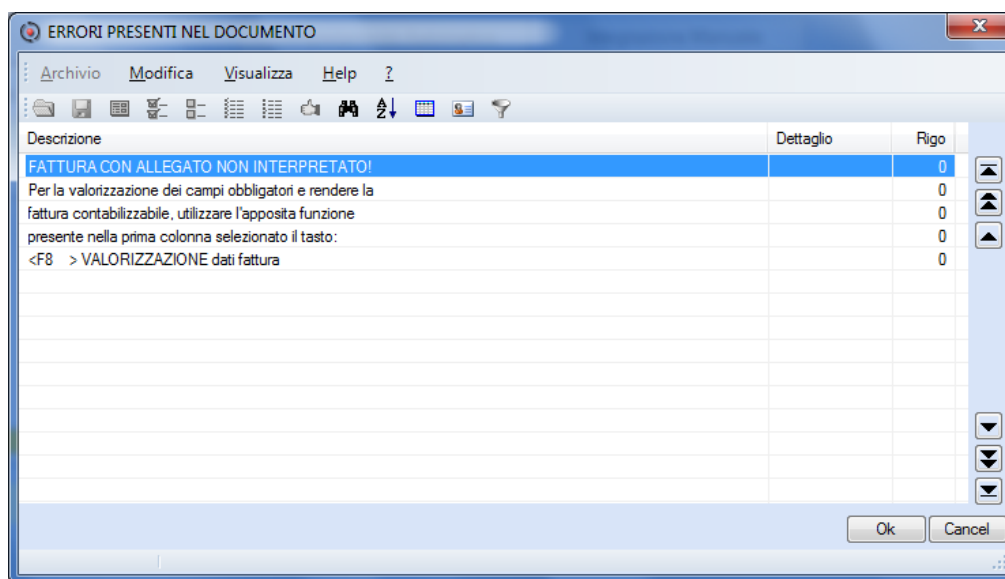 ERRORI PRESENTI NEL DOCUMENTO
Archivio Modifica Visualizza Help ?
Descrizione Dettaglio Rigo
FATTURA CON ALLEGATO NON INTERPRETATO! 0
Per la valorizzazione dei campi obbligatori e rendere la 0
fattura contabilizzabile, utilizzare l'apposita funzione 0
presente nella prima colonna selezionato il tasto: 0
<F8 > VALORIZZAZIONE dati fattura 0
Ok Cancel